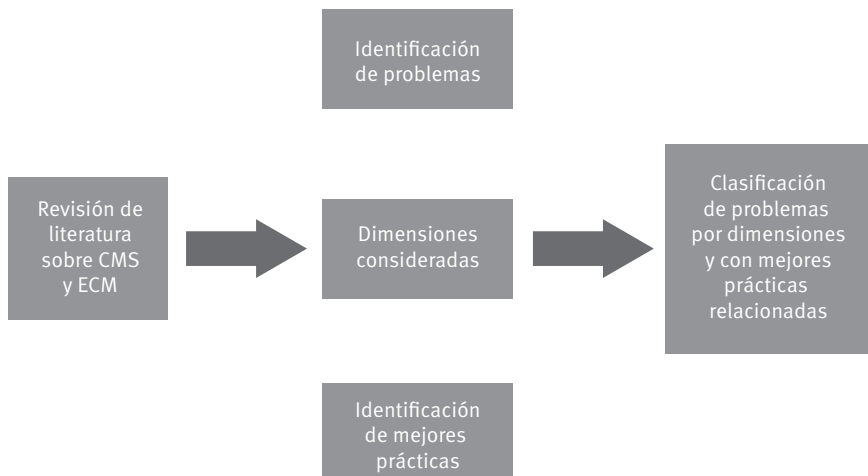 Revisión de
literatura
sobre CMS
y ECM
Identificación
de problemas
Dimensiones
consideradas
Identificación
de mejores
prácticas
Clasificación
de problemas
por dimensiones
y con mejores
prácticas
relacionadas